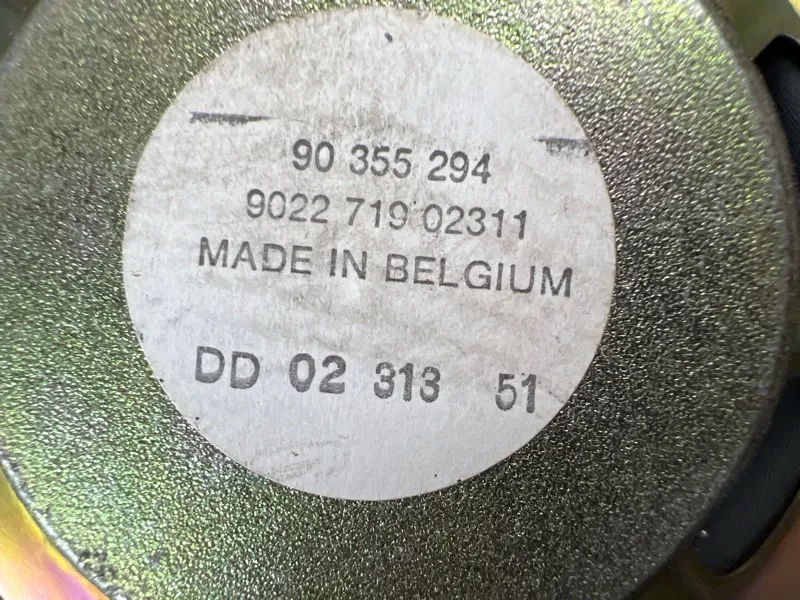 90 355 294
9022 719 02311
MADE IN BELGIUM
DD 02 313 51